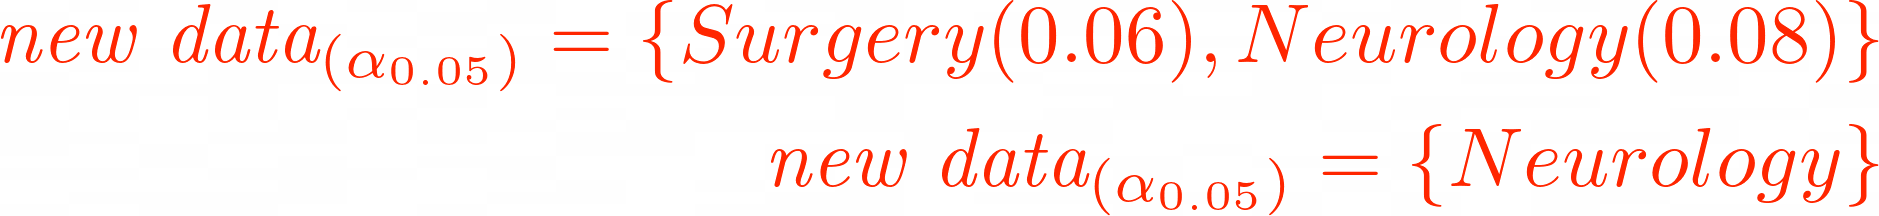 new data(α0.05) = {Surgery(0.06), Neurology(0.08)}
new data(α0.05) = {Neurology}